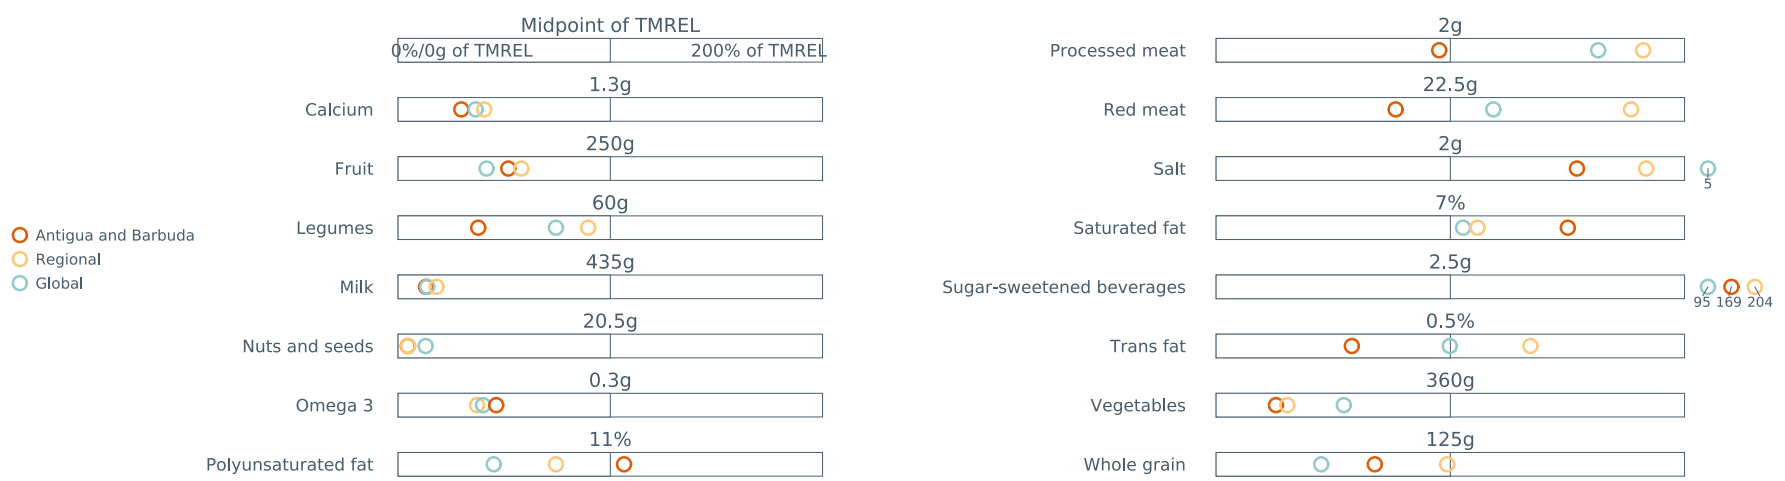 Midpoint of TMREL
0%/0g of TMREL
200% of TMREL
1.3g
Calcium
250g
Fruit
60g
Legumes
435g
Milk
20.5g
Nuts and seeds
0.3g
Omega 3
11%
Polyunsaturated fat
Antigua and Barbuda
Regional
Global
2g
Processed meat
22.5g
Red meat
2g
Salt
5
7%
Saturated fat
2.5g
Sugar-sweetened beverages
95 169 204
0.5%
Trans fat
360g
Vegetables
125g
Whole grain